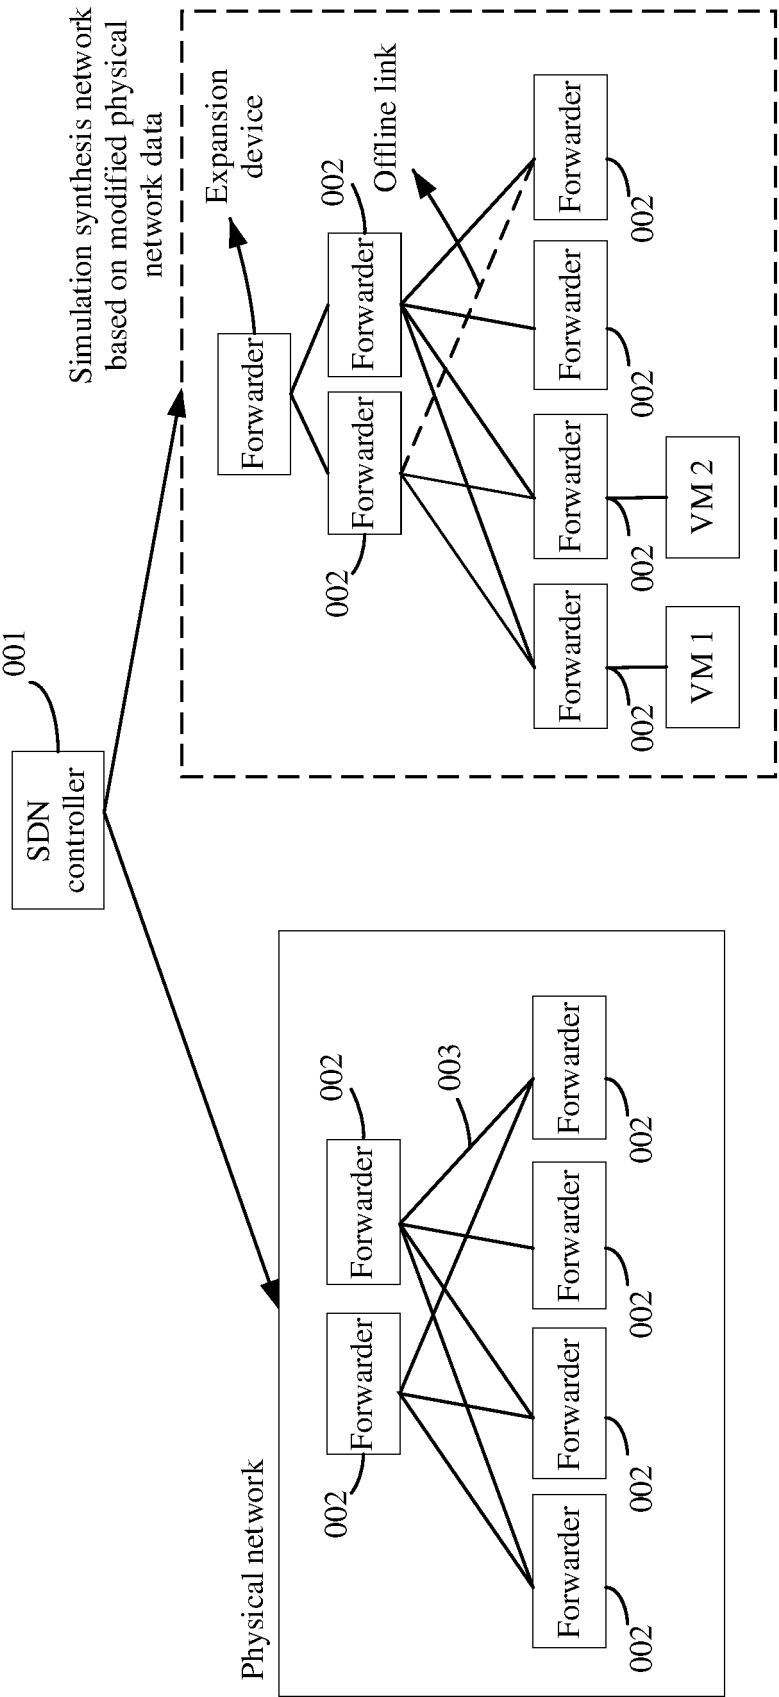 001
SDN
controller
Simulation synthesis network
based on modified physical
network data
Physical network
002
Forwarder
Forwarder
002
003
Forwarder
Forwarder
Forwarder
Forwarder
002
002
002
002
Forwarder
Expansion
device
002
Forwarder
Forwarder
002
Offline link
Forwarder
Forwarder
Forwarder
Forwarder
002
002
002
002
VM 1
VM 2